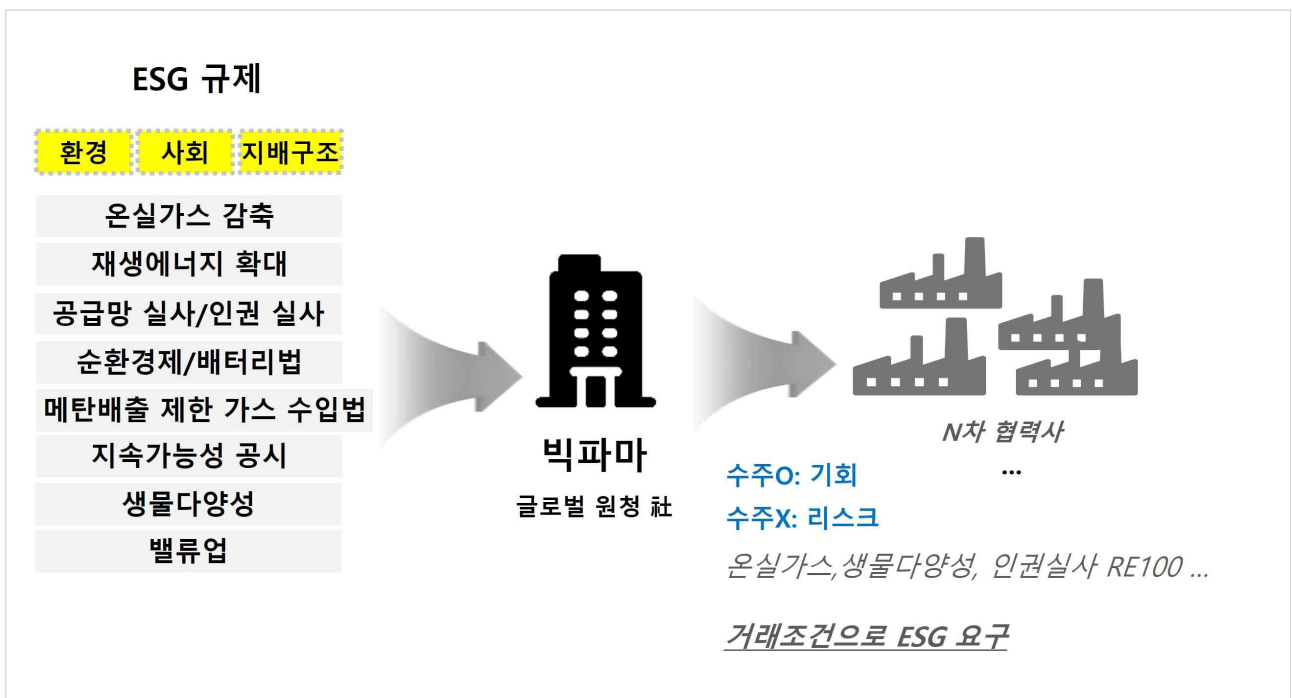 ESG 규제
환경 사회 지배구조
온실가스 감축
재생에너지 확대
공급망 실사/인권 실사
순환경제/배터리법
메탄배출 제한 가스 수입법
지속가능성 공시
생물다양성
밸류업
빅파마
글로벌 원청 社
N차 협력사
...
수주O: 기회
수주X: 리스크
온실가스,생물다양성, 인권실사 RE100 ...
거래조건으로 ESG 요구